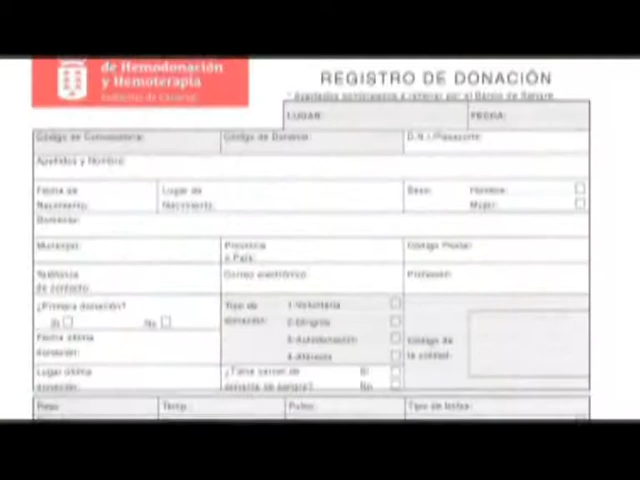 de Hemodonación
y Hemoterapia
REGISTRO DE DONACIÓN
LUGAR:
FECHA:
Código de Convocatoria:
Código de Donante:
D.N.I./Pasaporte:
Apellidos y Nombre:
Fecha de
Nacimiento:
Lugar de
Nacimiento:
Sexo:
Hombre:
Mujer:
Domicilio:
Municipio:
Provincia
o País:
Código Postal:
Teléfonos
de contacto:
Correo electrónico:
Profesión:
¿Primera donación?
Si
No
Tipo de
donación:
1-Voluntaria
2-Dirigida
3-Autodonación
4-Aféresis
Fecha última
donación:
Código de
la unidad:
Lugar última
donación:
¿Tiene carnet de
donante de sangre?
Si
No
Peso:
Temp.
Pulso:
Tipo de bolsa: